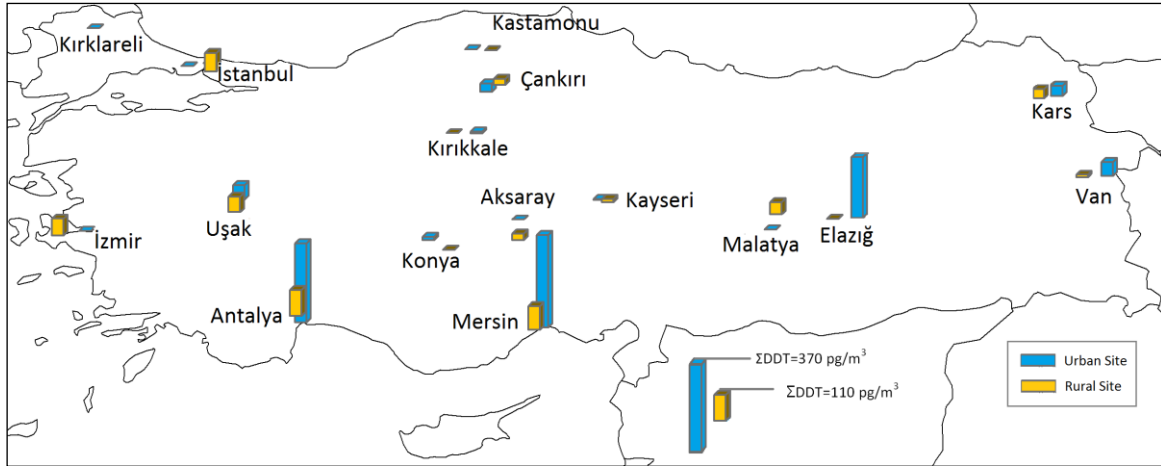 Kastamonu
Kırklareli
İstanbul
Çankırı
Kars
Kırıkkale
Van
Aksaray
Kayseri
Uşak
İzmir
Konya
Malatya
Elazığ
Antalya
Mersin
ΣDDT=370 pg/m³
ΣDDT=110 pg/m³
Urban Site
Rural Site